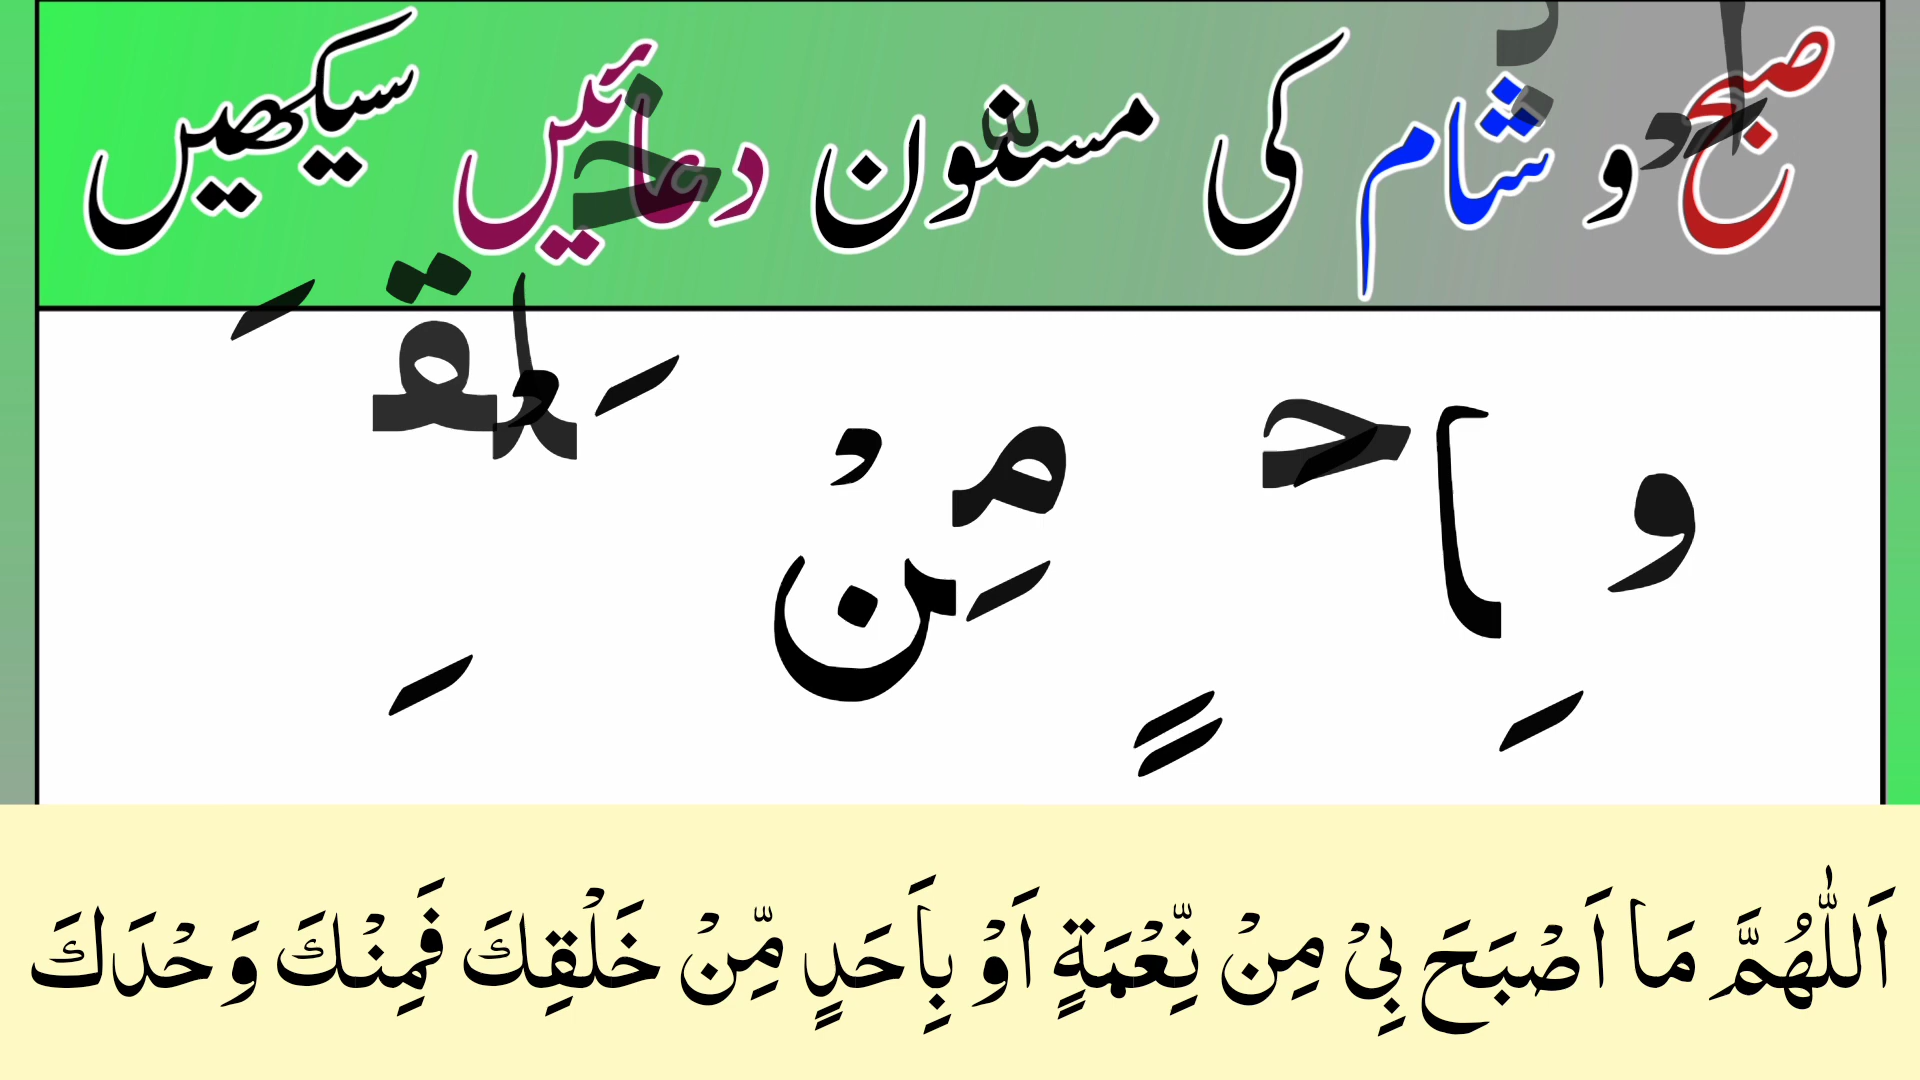 صبح و شام کی مسنون دعائیں سیکھیں
مِّنْ
اَللّٰهُمَّ مَاۤ اَصْبَحَ بِيْ مِنْ نِّعْمَةٍ اَوْ بِاَحَدٍ مِّنْ خَلْقِكَ فَمِنْكَ وَحْدَكَ